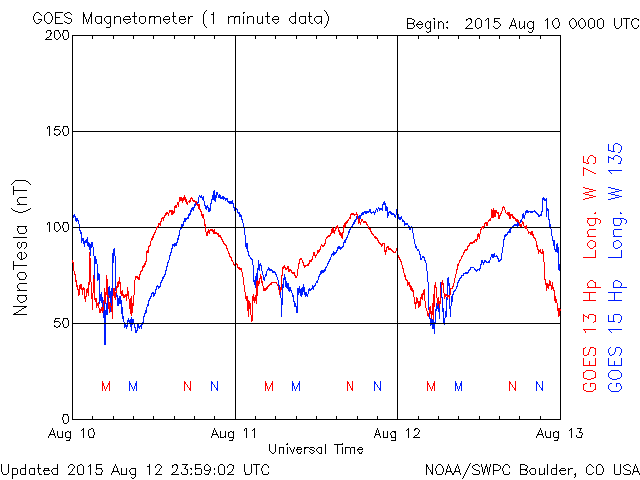 GOES Magnetometer (1 minute data)
Begin: 2015 Aug 10 0000 UTC
200
150
100
50
0
NanoTesla (nT)
M M N N M M N N M M N N
Aug 10 Aug 11 Aug 12 Aug 13
Universal Time
GOES 13 Hp Long. W 75
GOES 15 Hp Long. W 135
Updated 2015 Aug 12 23:59:02 UTC
NOAA/SWPC Boulder, CO USA